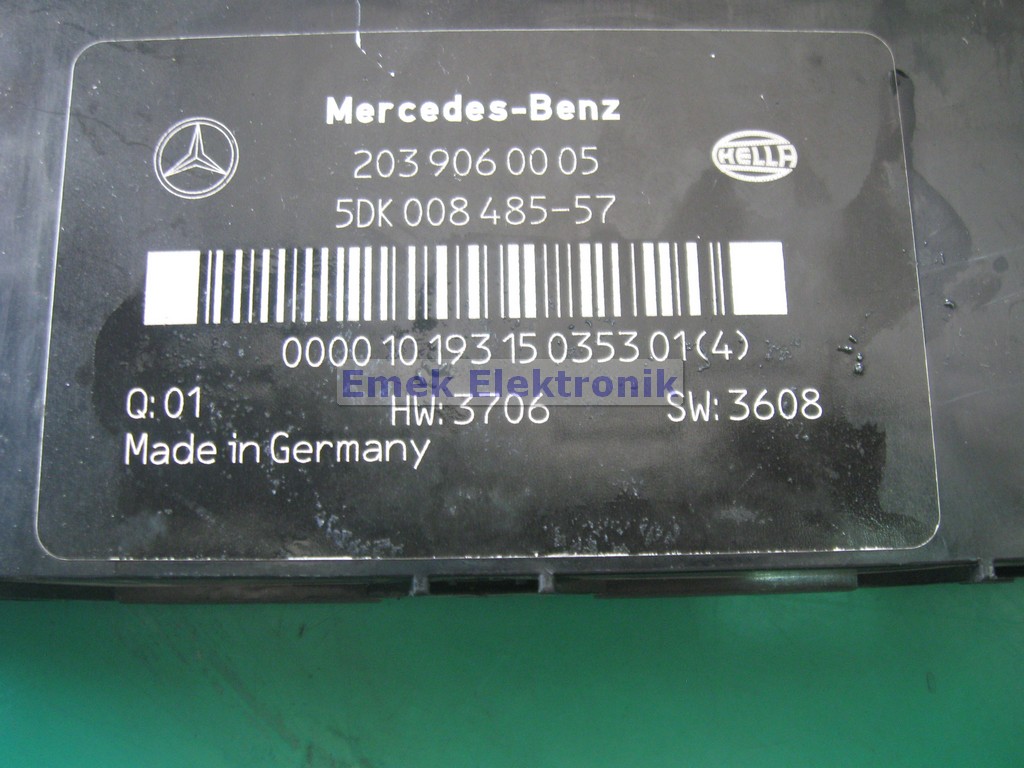 Mercedes-Benz
203 906 00 05
HELLA
5DK 008 485-57
0000 10 193 15 0353 01 (4)
Emek Elektronik
Q: 01 HW: 3706 SW: 3608
Made in Germany